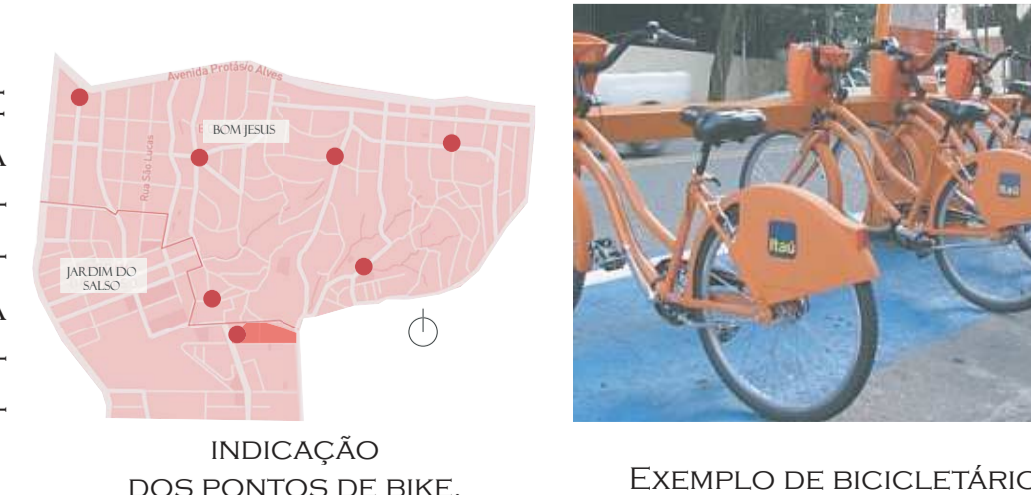 Avenida Protásio Alves
BOM JESUS
Rua São Lucas
JARDIM DO
SALSO
Itaú
Itaú
INDICAÇÃO
DOS PONTOS DE BIKE.
EXEMPLO DE BICICLETÁRIO